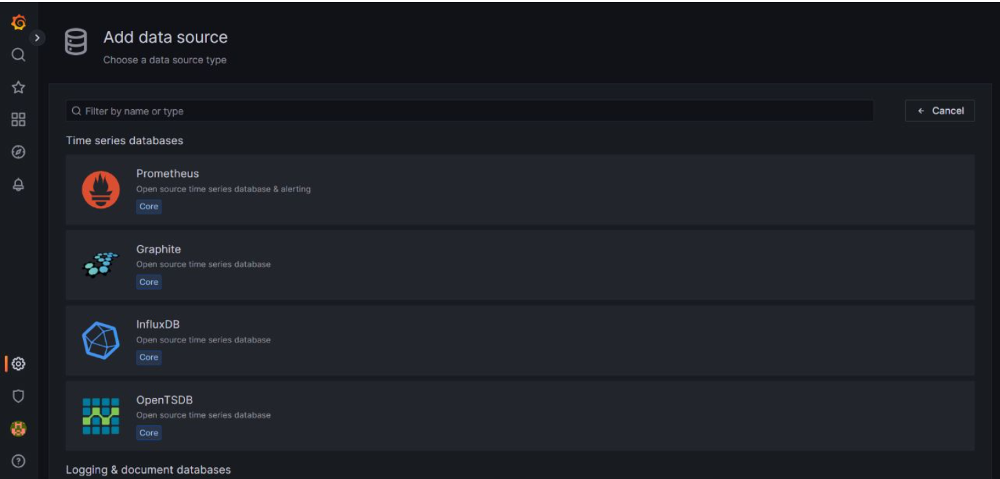 Add data source
Choose a data source type
Filter by name or type
Cancel
Time series databases
Prometheus
Open source time series database & alerting
Core
Graphite
Open source time series database
Core
InfluxDB
Open source time series database
Core
OpenTSDB
Open source time series database
Core
Logging & document databases